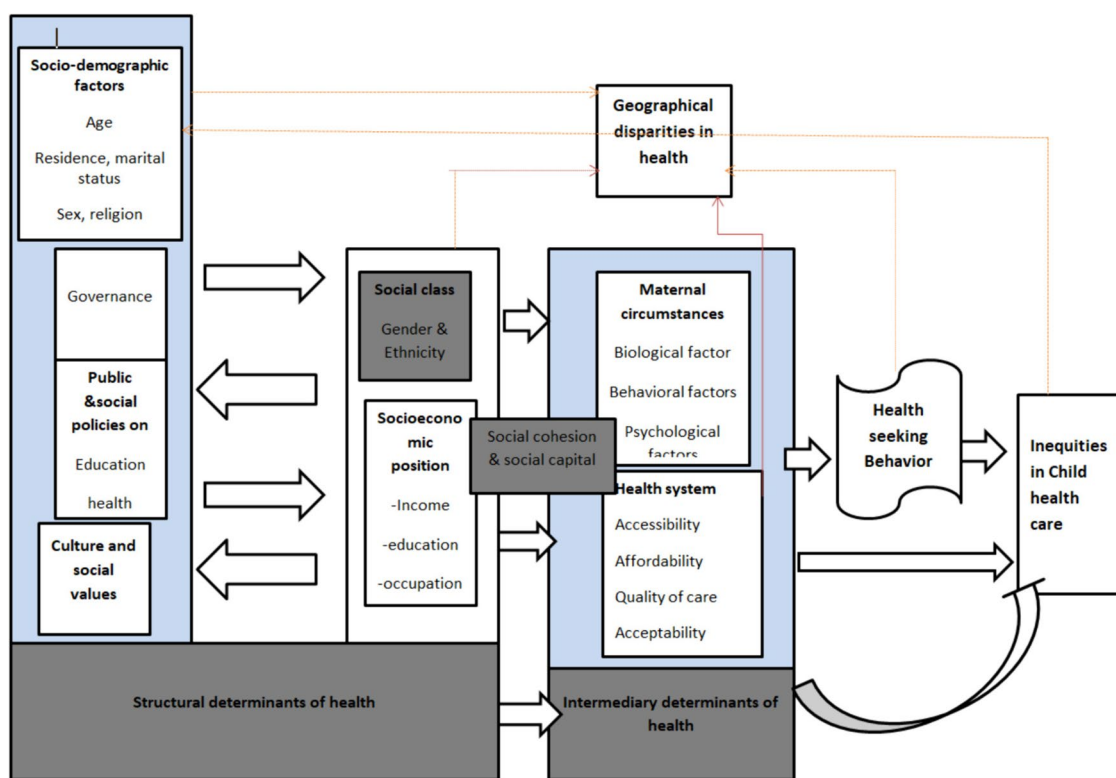 Socio-demographic
factors
Age
Residence, marital
status
Sex, religion
Governance
Public
&social
policies on
Education
health
Culture and
social
values
Geographical
disparities in
health
Social class
Gender &
Ethnicity
Socioecono
mic
position
-Income
-education
-occupation
Social cohesion
& social capital
Maternal
circumstances
Biological factor
Behavioral factors
Psychological
factors
Health system
Accessibility
Affordability
Quality of care
Acceptability
Health
seeking
Behavior
Inequities
in Child
health
care
Structural determinants of health
Intermediary determinants of
health